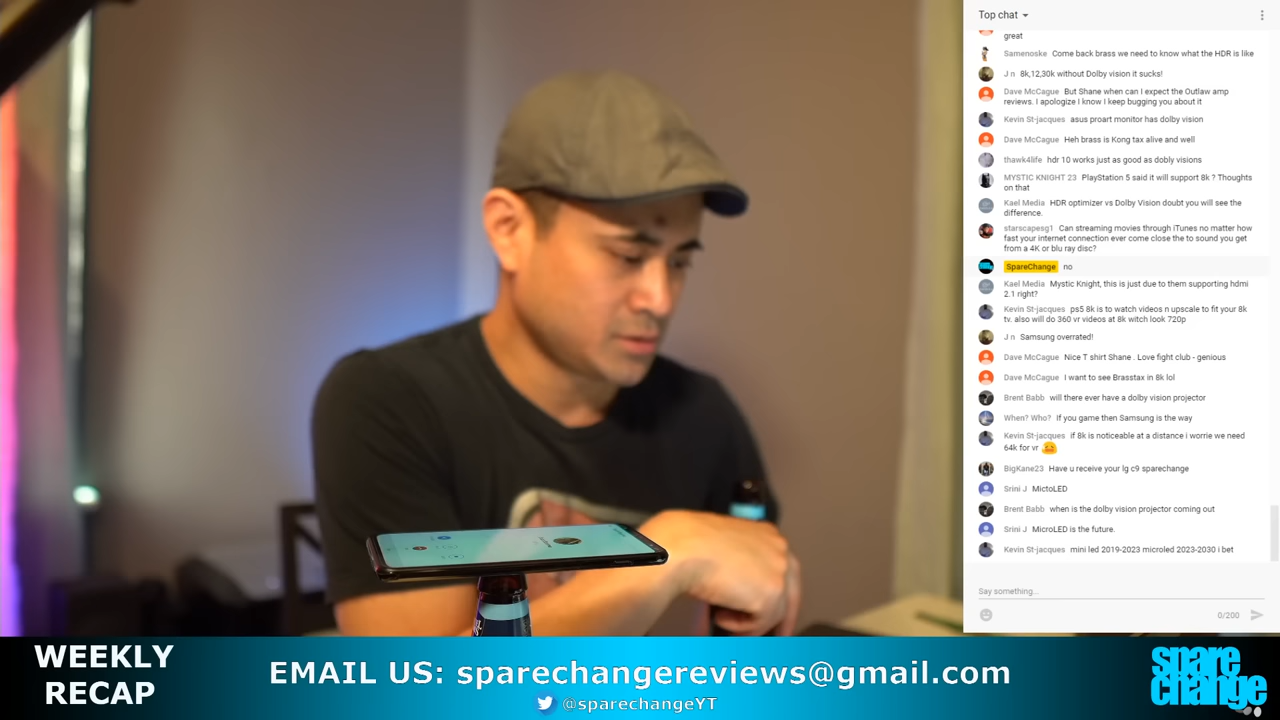 Top chat
great
Samenoske Come back brass we need to know what the HDR is like
J n 8k,12,30k without Dolby vision it sucks!
Dave McCague But Shane when can I expect the Outlaw amp
reviews. I apologize I know I keep bugging you about it
Kevin St-jacques asus proart monitor has dolby vision
Dave McCague Heh brass is Kong tax alive and well
thawk4life hdr 10 works just as good as dobly visions
MYSTIC KNIGHT 23 PlayStation 5 said it will support 8k ? Thoughts
on that
Kael Media HDR optimizer vs Dolby Vision doubt you will see the
difference.
starscapesg1 Can streaming movies through iTunes no matter how
fast your internet connection ever come close the to sound you get
from a 4K or blu ray disc?
SpareChange no
Kael Media Mystic Knight, this is just due to them supporting hdmi
2.1 right?
Kevin St-jacques ps5 8k is to watch videos n upscale to fit your 8k
tv. also will do 360 vr videos at 8k witch look 720p
J n Samsung overrated!
Dave McCague Nice T shirt Shane . Love fight club - genious
Dave McCague I want to see Brasstax in 8k lol
Brent Babb will there ever have a dolby vision projector
When? Who? If you game then Samsung is the way
Kevin St-jacques if 8k is noticeable at a distance i worrie we need
64k for vr
BigKane23 Have u receive your lg c9 sparechange
Srini J MictoLED
Brent Babb when is the dolby vision projector coming out
Srini J MicroLED is the future.
Kevin St-jacques mini led 2019-2023 microled 2023-2030 i bet
Say something...
0/200
WEEKLY
RECAP
EMAIL US: sparechangereviews@gmail.com
@sparechangeYT
spare
change